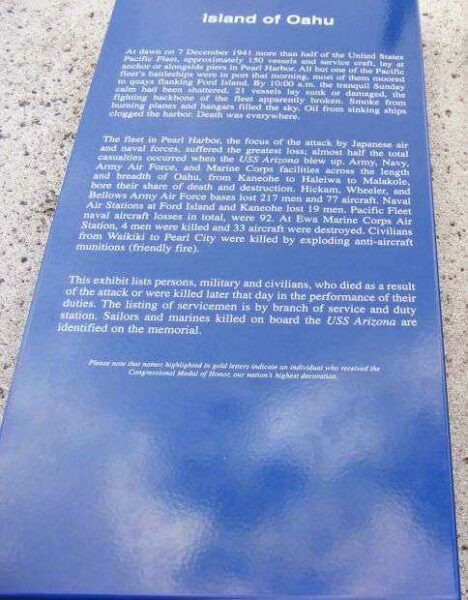 Island of Oahu
At dawn on 7 December 1941 more than half of the United States
Pacific Fleet, approximately 150 vessels and service craft, lay at
anchor or alongside piers in Pearl Harbor. All but one of the Pacific
fleet's battleships were in port that morning, most of them moored
to quays flanking Ford Island. By 10:00 a.m. the tranquil Sunday
calm had been shattered. 21 vessels lay sunk or damaged, the
fighting backbone of the fleet apparently broken. Smoke from
burning planes and hangars filled the sky. Oil from sinking ships
clogged the harbor. Death was everywhere.
The fleet in Pearl Harbor, the focus of the attack by Japanese air
and naval forces, suffered the greatest loss; almost half the total
casualties occurred when the USS Arizona blew up. Army, Navy,
Army Air Force, and Marine Corps facilities across the length
and breadth of Oahu, from Kaneohe to Haleiwa to Malakole,
bore their share of death and destruction. Hickam, Wheeler, and
Bellows Army Air Force bases lost 217 men and 77 aircraft. Naval
Air Stations at Ford Island and Kaneohe lost 19 men. Pacific Fleet
naval aircraft losses in total, were 92. At Ewa Marine Corps Air
Station, 4 men were killed and 33 aircraft were destroyed. Civilians
from Waikiki to Pearl City were killed by exploding anti-aircraft
munitions (friendly fire).
This exhibit lists persons, military and civilians, who died as a result
of the attack or were killed later that day in the performance of their
duties. The listing of servicemen is by branch of service and duty
station. Sailors and marines killed on board the USS Arizona are
identified on the memorial.
Please note that names highlighted in gold letters indicate an individual who received the
Congressional Medal of Honor, our nation's highest decoration.